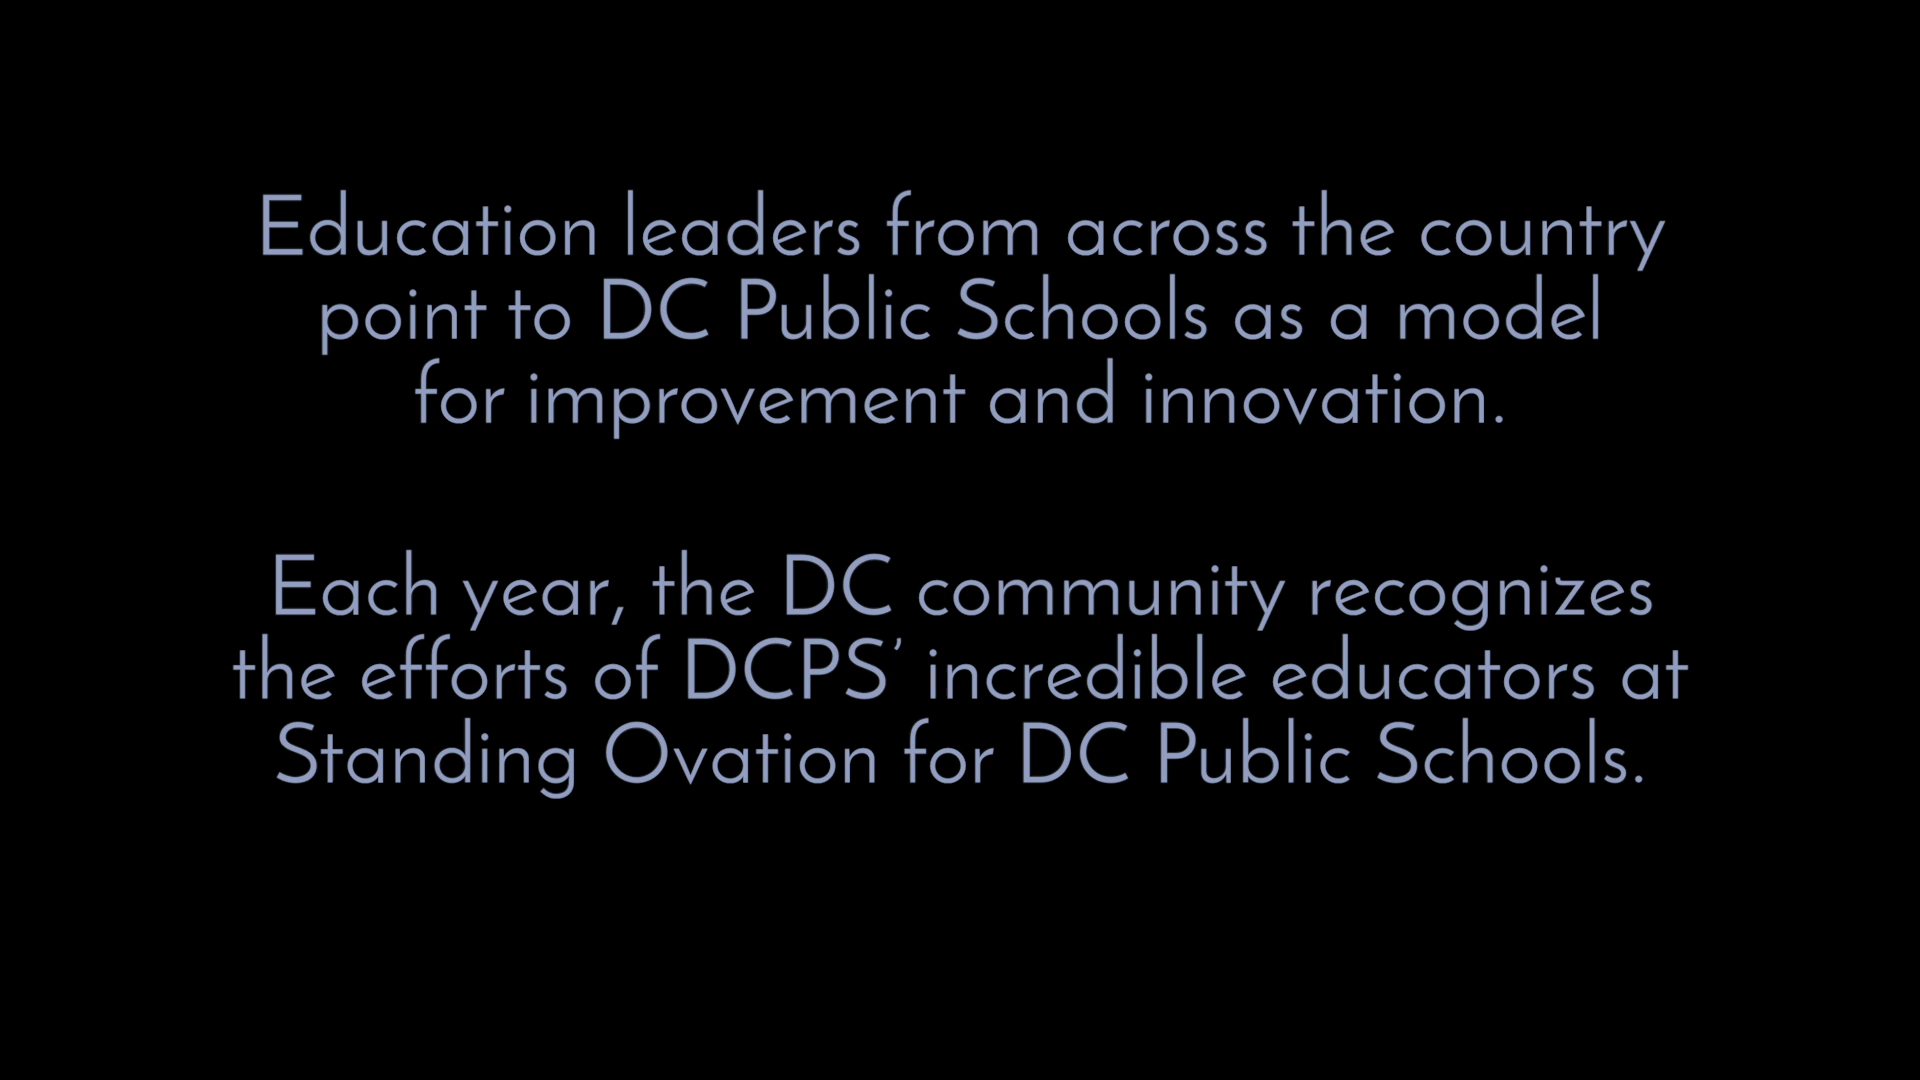 Education leaders from across the country
point to DC Public Schools as a model
for improvement and innovation.
Each year, the DC community recognizes
the efforts of DCPS’ incredible educators at
Standing Ovation for DC Public Schools.